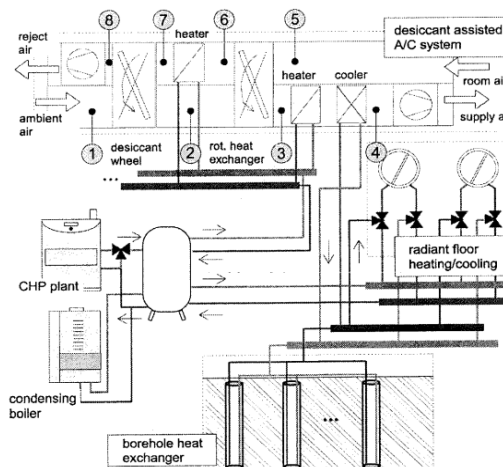 8
7
6
5
heater
desiccant assisted
A/C system
reject
air
heater
cooler
room ai
ambient
air
supply a
1
desiccant
wheel
2
rot. heat
exchanger
3
4
...
CHP plant
radiant floor
heating/cooling
condensing
boiler
...
borehole heat
exchanger